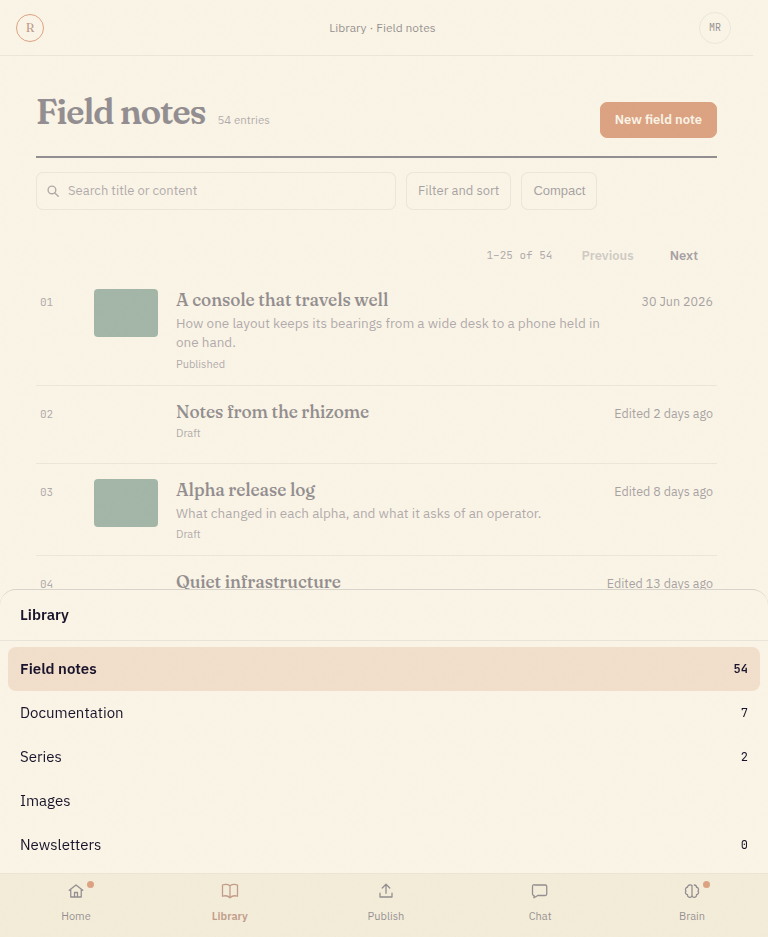 R
Library · Field notes
MR
Field notes 54 entries
New field note
Search title or content
Filter and sort
Compact
1–25 of 54 Previous Next
01
A console that travels well
30 Jun 2026
How one layout keeps its bearings from a wide desk to a phone held in
one hand.
Published
02
Notes from the rhizome
Edited 2 days ago
Draft
03
Alpha release log
Edited 8 days ago
What changed in each alpha, and what it asks of an operator.
Draft
04
Quiet infrastructure
Edited 13 days ago
Library
Field notes 54
Documentation 7
Series 2
Images
Newsletters 0
Home
Library
Publish
Chat
Brain